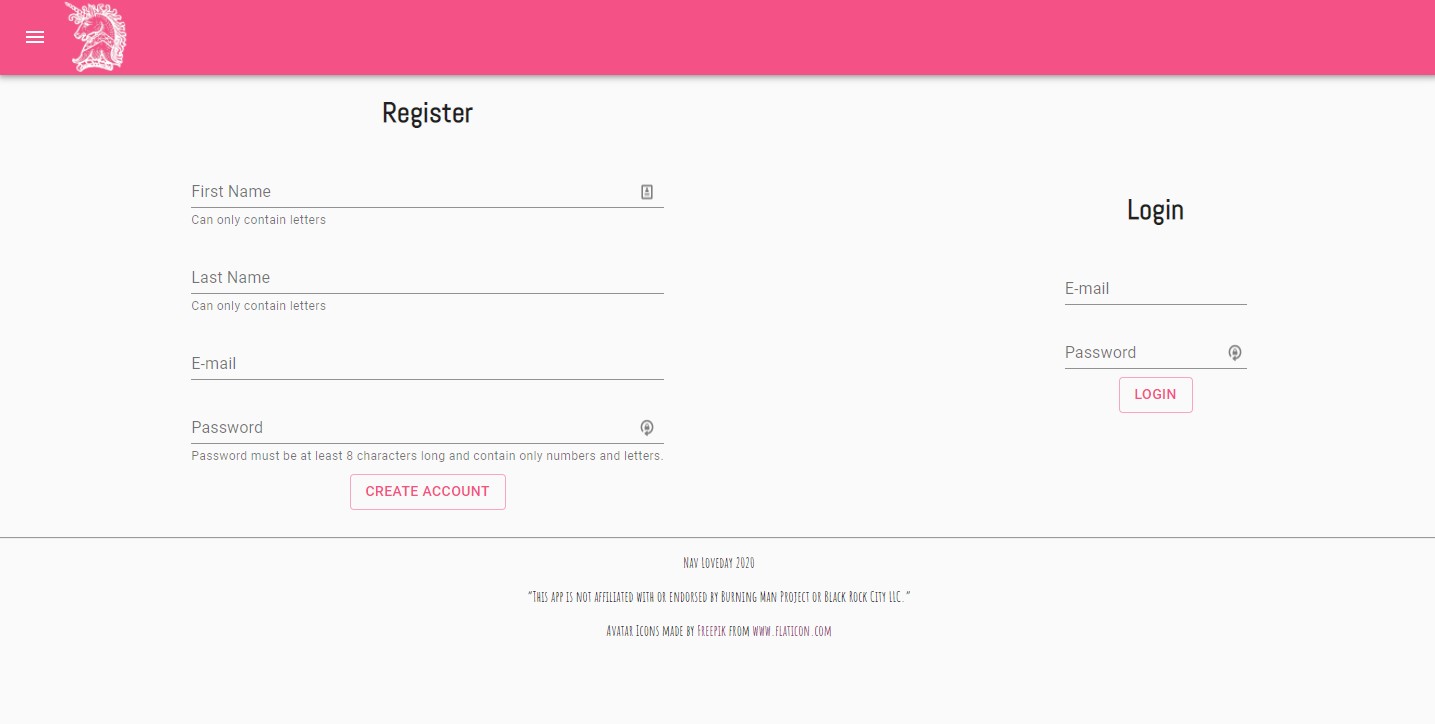 Register
First Name
Can only contain letters
Last Name
Can only contain letters
E-mail
Password
Password must be at least 8 characters long and contain only numbers and letters.
CREATE ACCOUNT
Login
E-mail
Password
LOGIN
Nav Loveday 2020
"This app is not affiliated with or endorsed by Burning Man Project or Black Rock City LLC."
Avatar Icons made by Freepik from www.flaticon.com